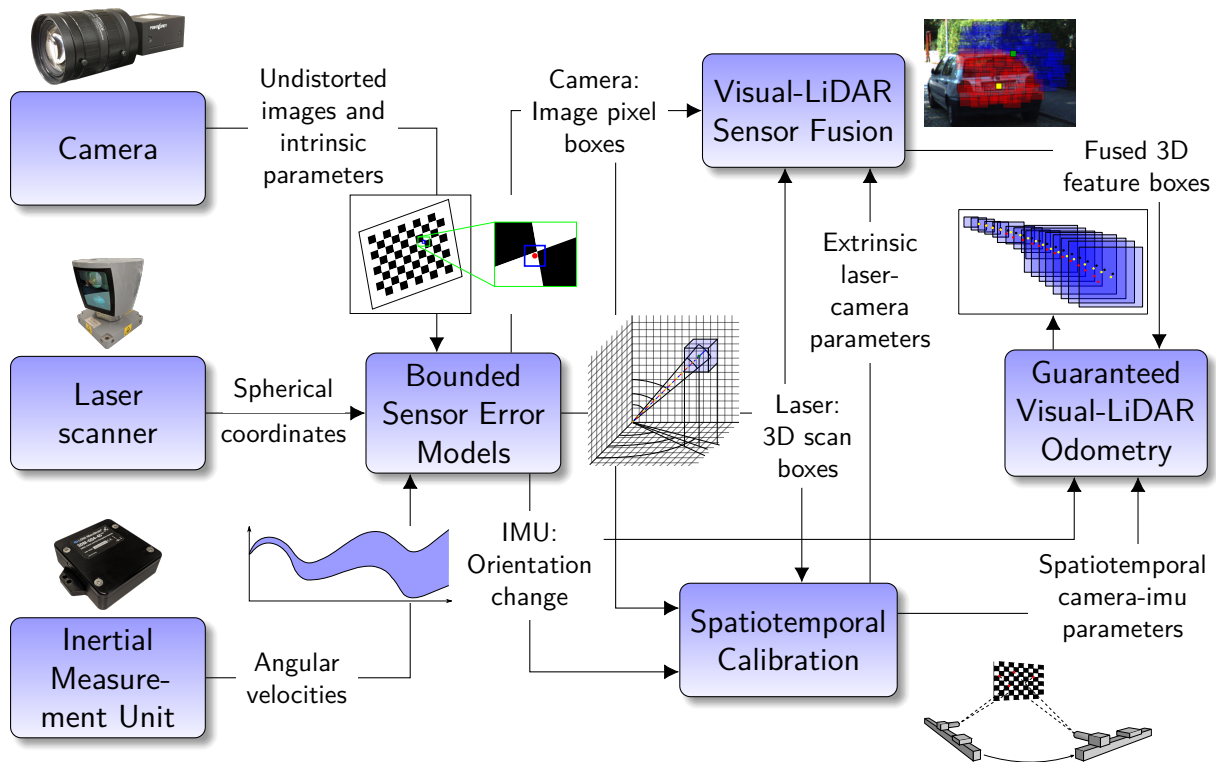 Camera
Undistorted
images and
intrinsic
parameters
Camera:
Image pixel
boxes
Visual-LiDAR
Sensor Fusion
Fused 3D
feature boxes
Extrinsic
laser-
camera
parameters
Laser
scanner
Spherical
coordinates
Bounded
Sensor Error
Models
Laser:
3D scan
boxes
Guaranteed
Visual-LiDAR
Odometry
IMU:
Orientation
change
Inertial
Measure-
ment Unit
Angular
velocities
Spatiotemporal
Calibration
Spatiotemporal
camera-imu
parameters